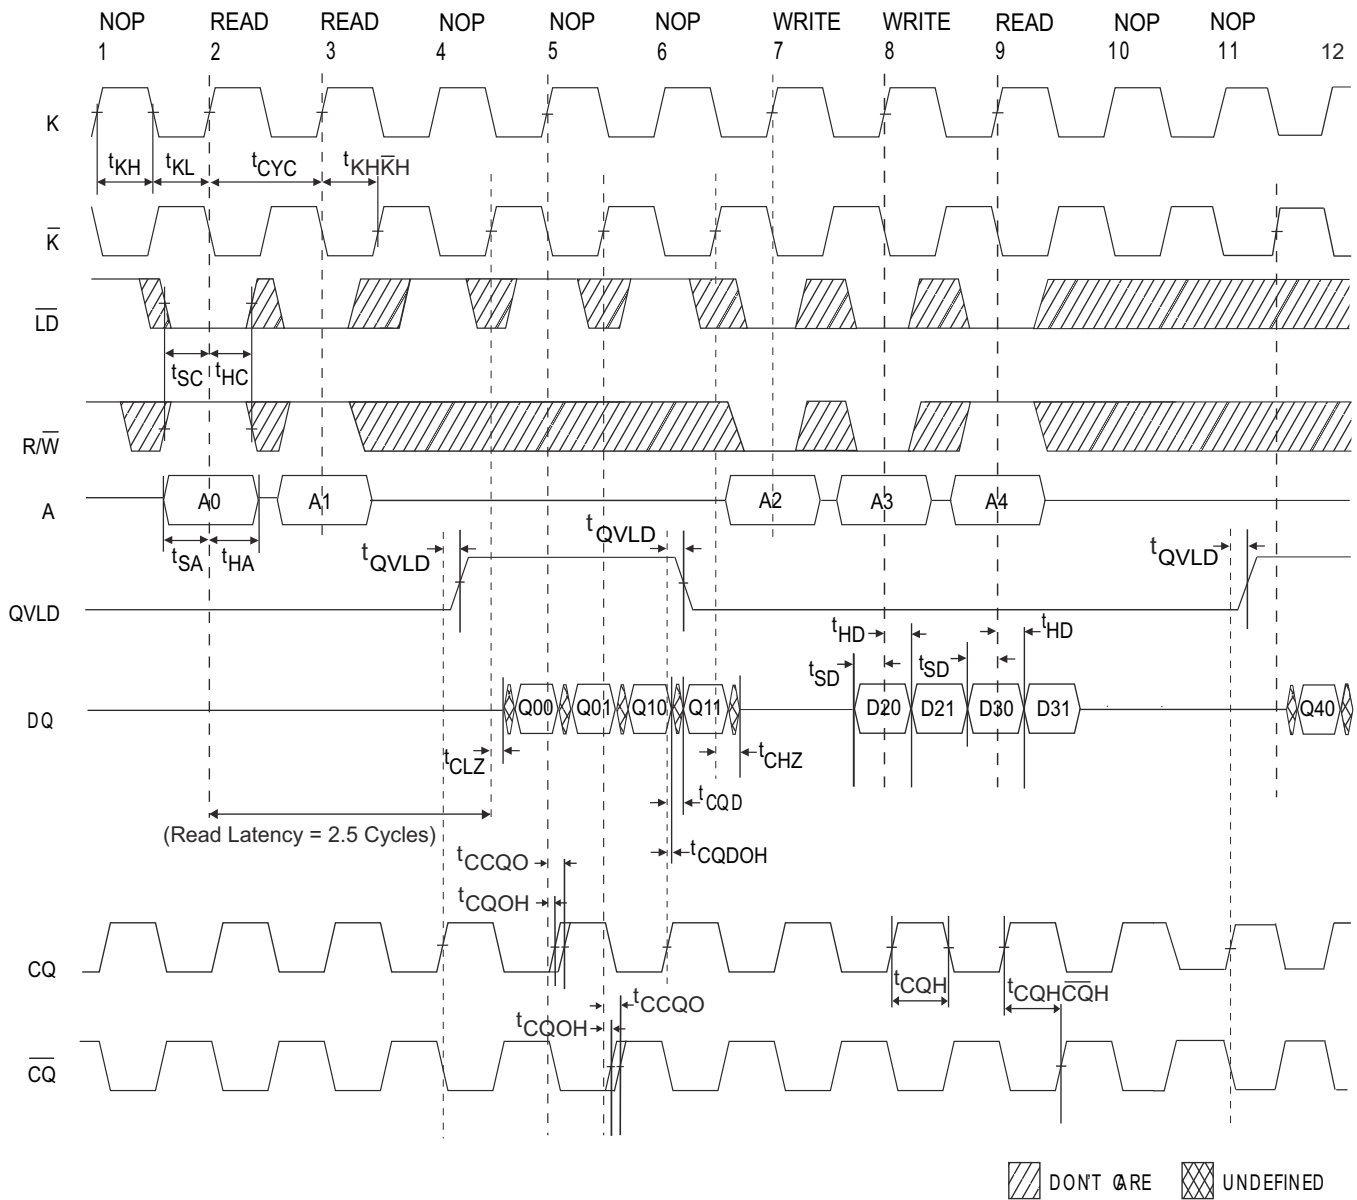 NOP READ READ NOP NOP NOP WRITE WRITE READ NOP NOP
1 2 3 4 5 6 7 8 9 10 11 12
K
tKH tKL tCYC tKHK̅H
K̅
L̅D̅
tSC tHC
R/W̅
A A0 A1 A2 A3 A4
tSA tHA tQVLD tQVLD tQVLD
QVLD
tHD tHD
tSD tSD
DQ Q00 Q01 Q10 Q11 D20 D21 D30 D31 Q40
tCLZ tCHZ
tCQD
(Read Latency = 2.5 Cycles)
tCQDOH
tCCQO
tCQOH
CQ
tCQH tCQHC̅Q̅H
tCCQO
tCQOH
C̅Q̅
DON'T CARE UNDEFINED